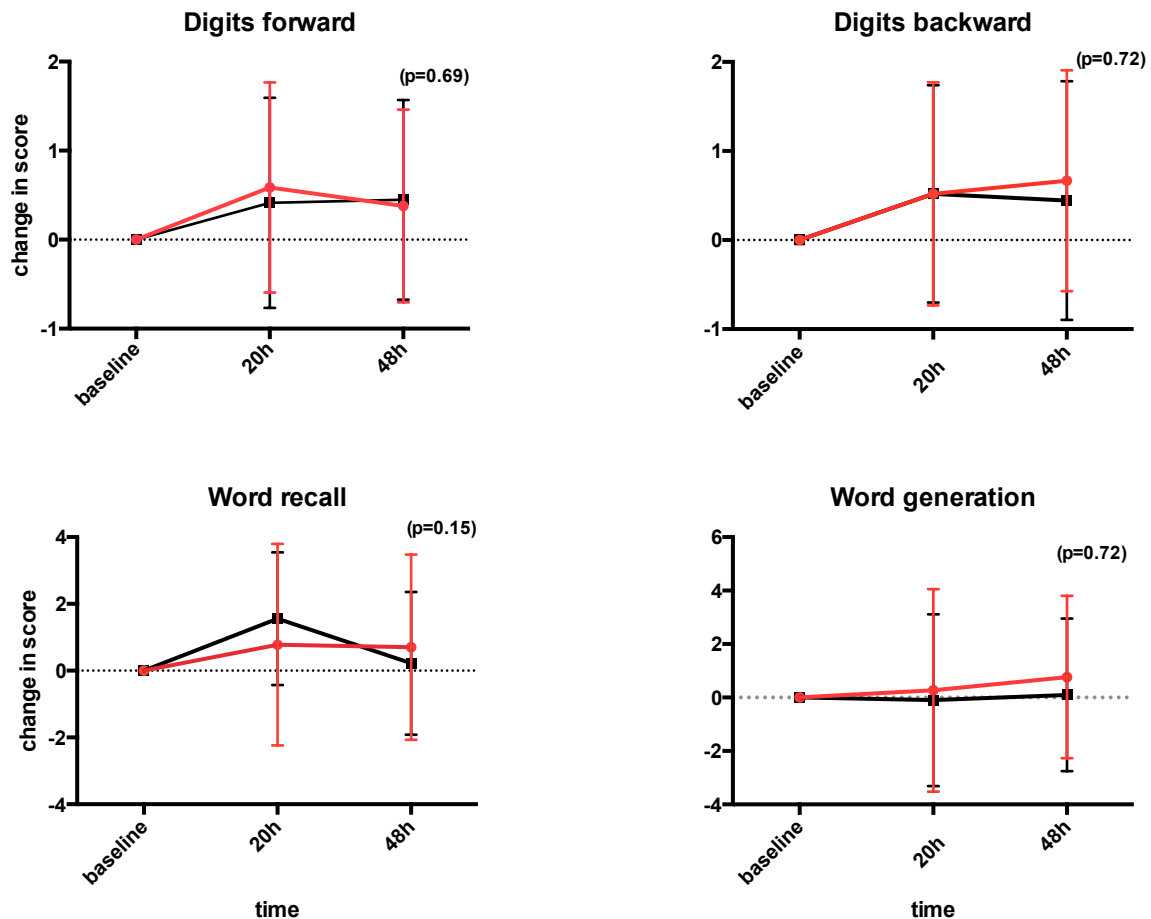 Digits forward
(p=0.69)
change in score
2
1
0
-1
baseline
20h
48h
Digits backward
(p=0.72)
2
1
0
-1
baseline
20h
48h
Word recall
(p=0.15)
change in score
4
2
0
-2
-4
baseline
20h
48h
time
Word generation
(p=0.72)
6
4
2
0
-2
-4
baseline
20h
48h
time